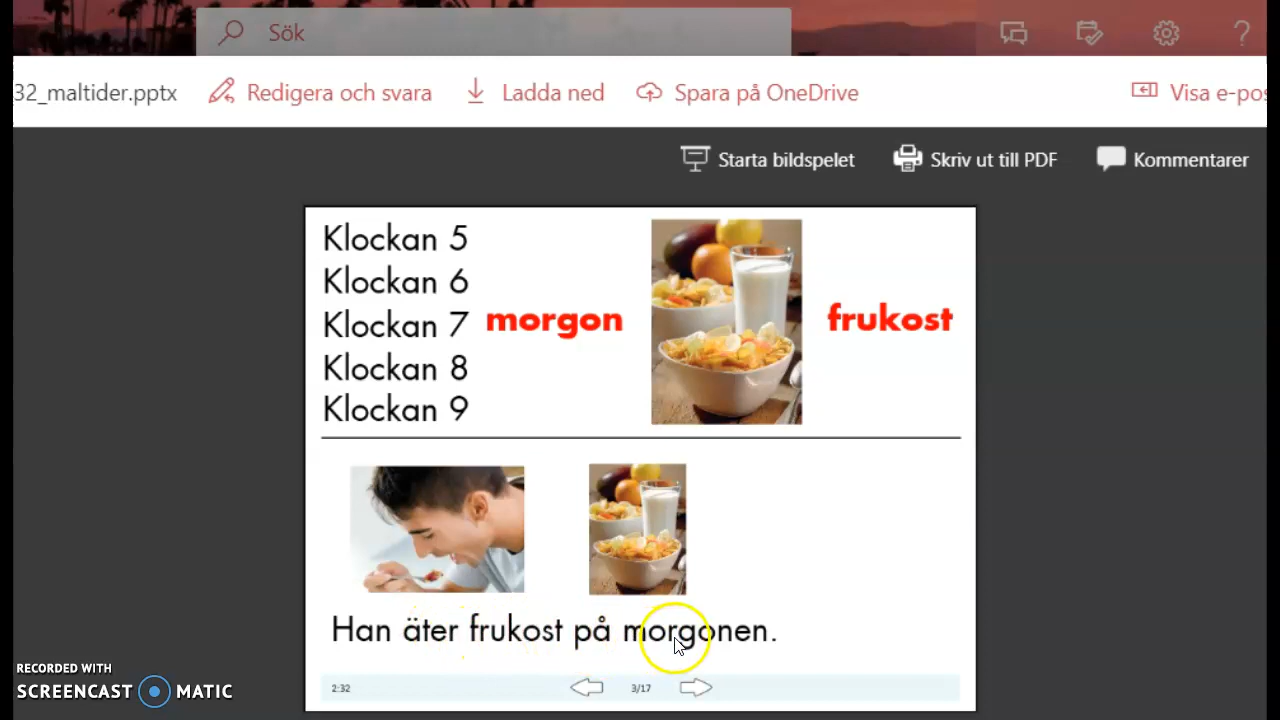 Sök
?
32_maltider.pptx Redigera och svara Ladda ned Spara på OneDrive Visa e-pos
Starta bildspelet Skriv ut till PDF Kommentarer
Klockan 5
Klockan 6
Klockan 7 morgon frukost
Klockan 8
Klockan 9
Han äter frukost på morgonen.
2:32 3/17
RECORDED WITH
SCREENCAST MATIC